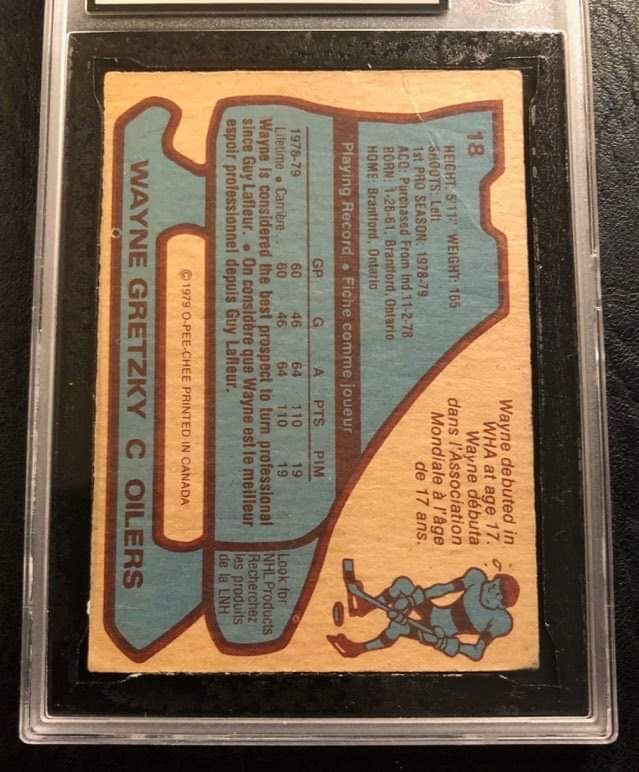 18
HEIGHT: 5'11" WEIGHT: 165
SHOOTS: Left
1st PRO SEASON: 1978-79
ACQ: Purchased From Ind 11-2-78
BORN: 1-26-61, Brantford, Ontario
HOME: Brantford, Ontario
Wayne debuted in
WHA at age 17.
Wayne débuta
dans l'Association
Mondiale à l'âge
de 17 ans.
Playing Record • Fiche comme joueur
GP G A PTS PIM
1978-79 60 46 64 110 19
Lifetime • Carrière.. 60 46 64 110 19
Wayne is considered the best prospect to turn professional
since Guy Lafleur. • On considère que Wayne est le meilleur
espoir professionnel depuis Guy Lafleur.
Look for
NHL Products
Recherchez
les produits
de la LNH
© 1979 O-PEE-CHEE PRINTED IN CANADA
WAYNE GRETZKY C OILERS